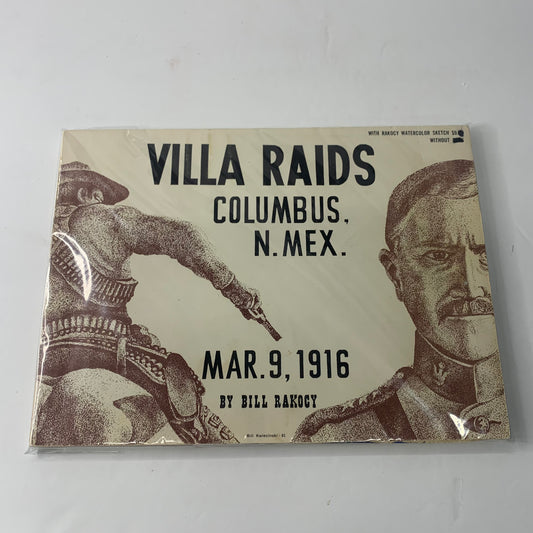 WITH RAKOCY WATERCOLOR SKETCH
WITHOUT
VILLA RAIDS
COLUMBUS,
N. MEX.
MAR. 9, 1916
BY BILL RAKOCY